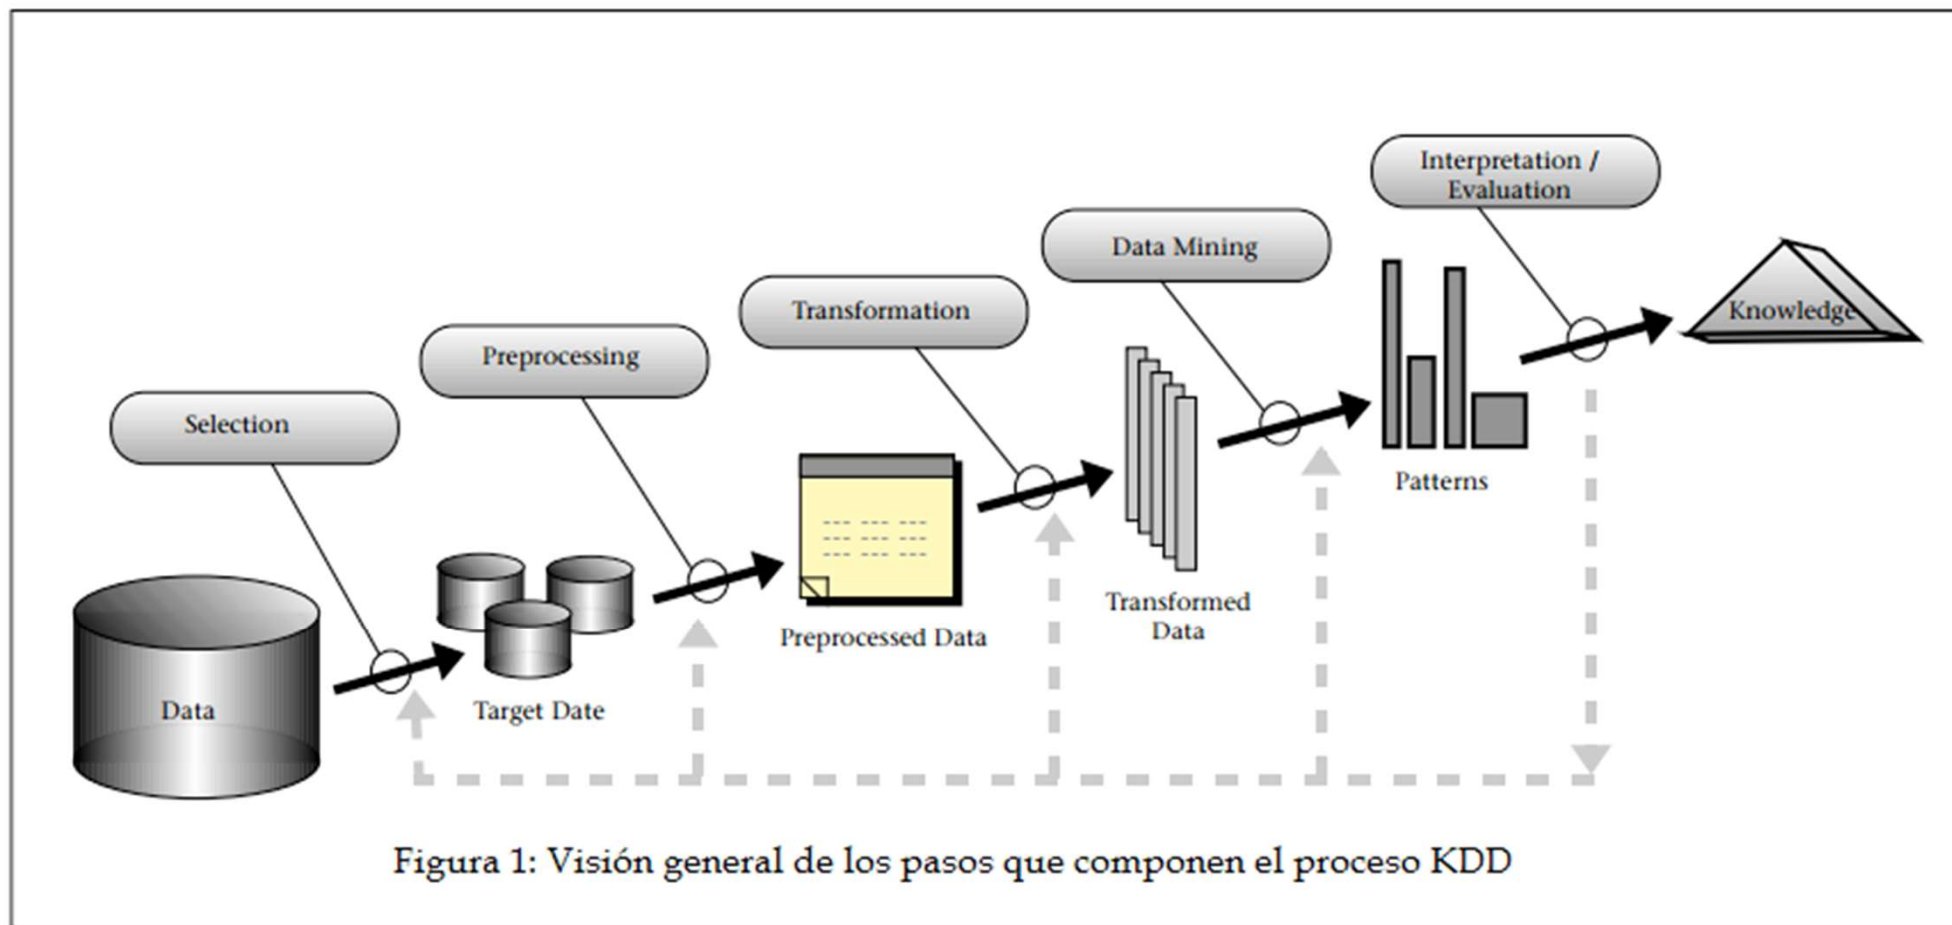 Interpretation /
Evaluation
Data Mining
Transformation
Preprocessing
Selection
Knowledge
Patterns
Transformed
Data
Preprocessed Data
Target Date
Data
Figura 1: Visión general de los pasos que componen el proceso KDD